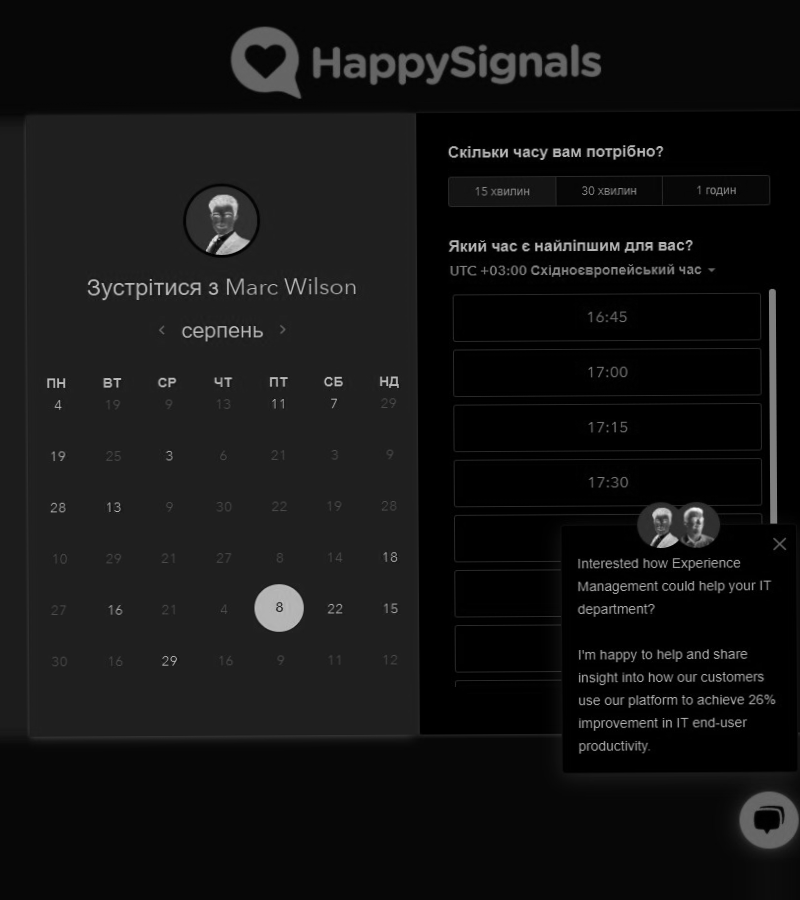 HappySignals
Зустрітися з Marc Wilson
серпень
ПН ВТ СР ЧТ ПТ СБ НД
4 19 9 13 11 7 29
19 25 3 6 21 3 9
28 13 9 30 22 19 28
10 29 21 27 8 14 18
27 16 21 4 8 22 15
30 16 29 16 9 11 12
Скільки часу вам потрібно?
15 хвилин 30 хвилин 1 годин
Який час є найліпшим для вас?
UTC +03:00 Східноєвропейський час
16:45
17:00
17:15
17:30
Interested how Experience
Management could help your IT
department?
I'm happy to help and share
insight into how our customers
use our platform to achieve 26%
improvement in IT end-user
productivity.